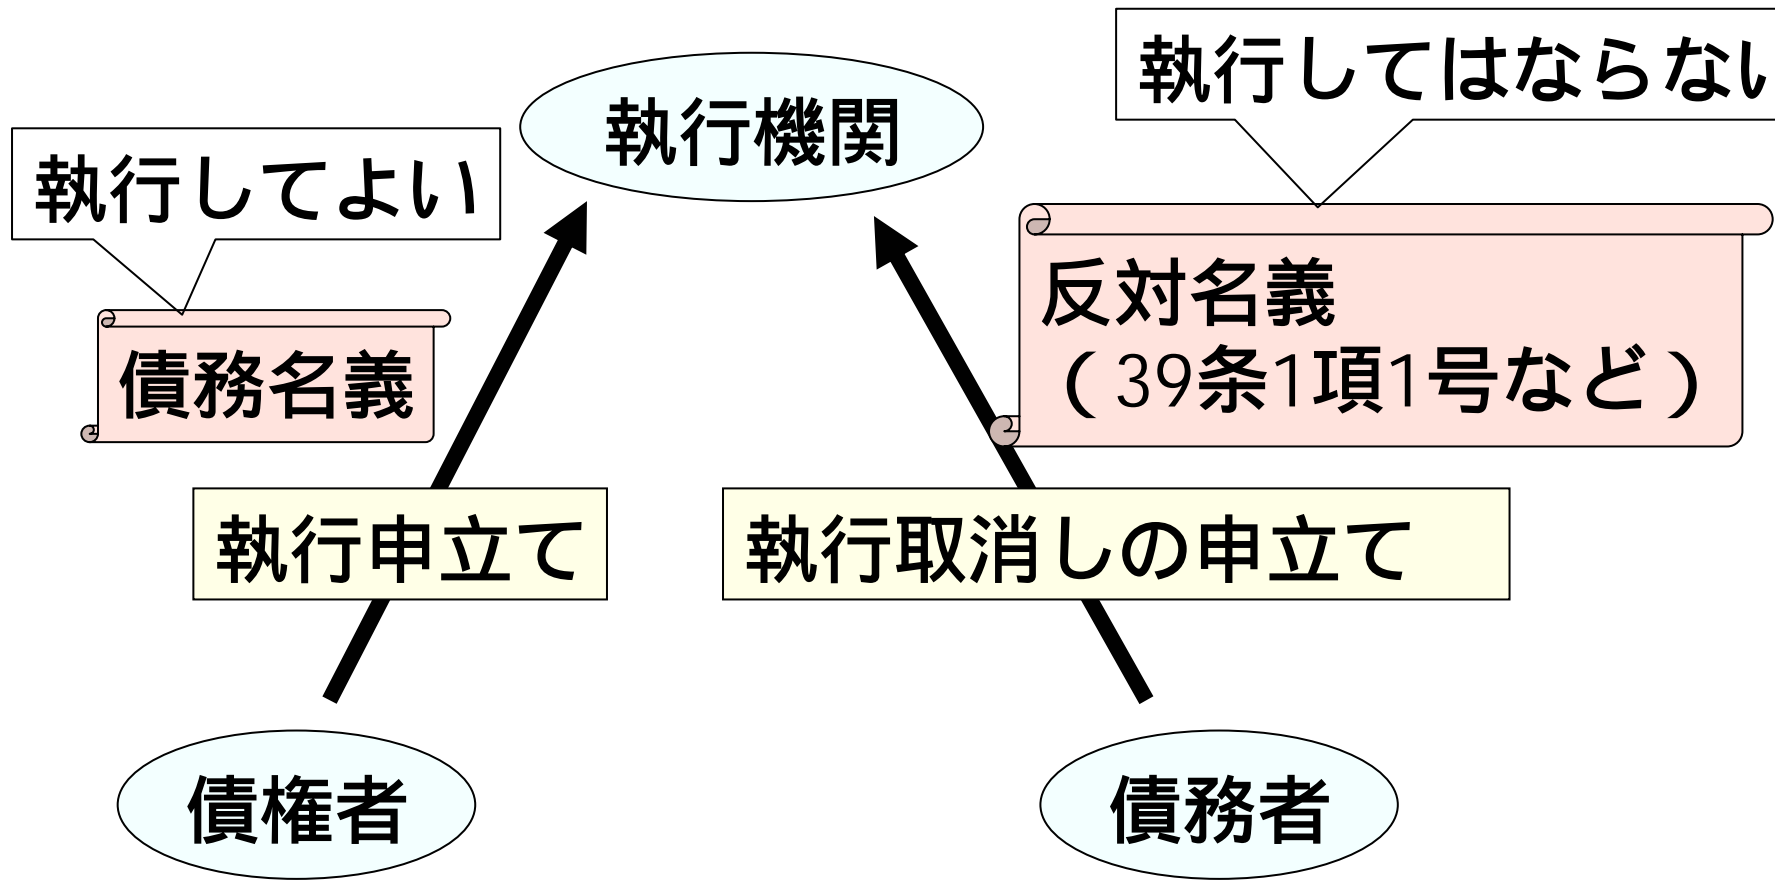 執行してはならない
執行機関
執行してよい
反対名義
(39条1項1号など)
債務名義
執行申立て
執行取消しの申立て
債権者
債務者